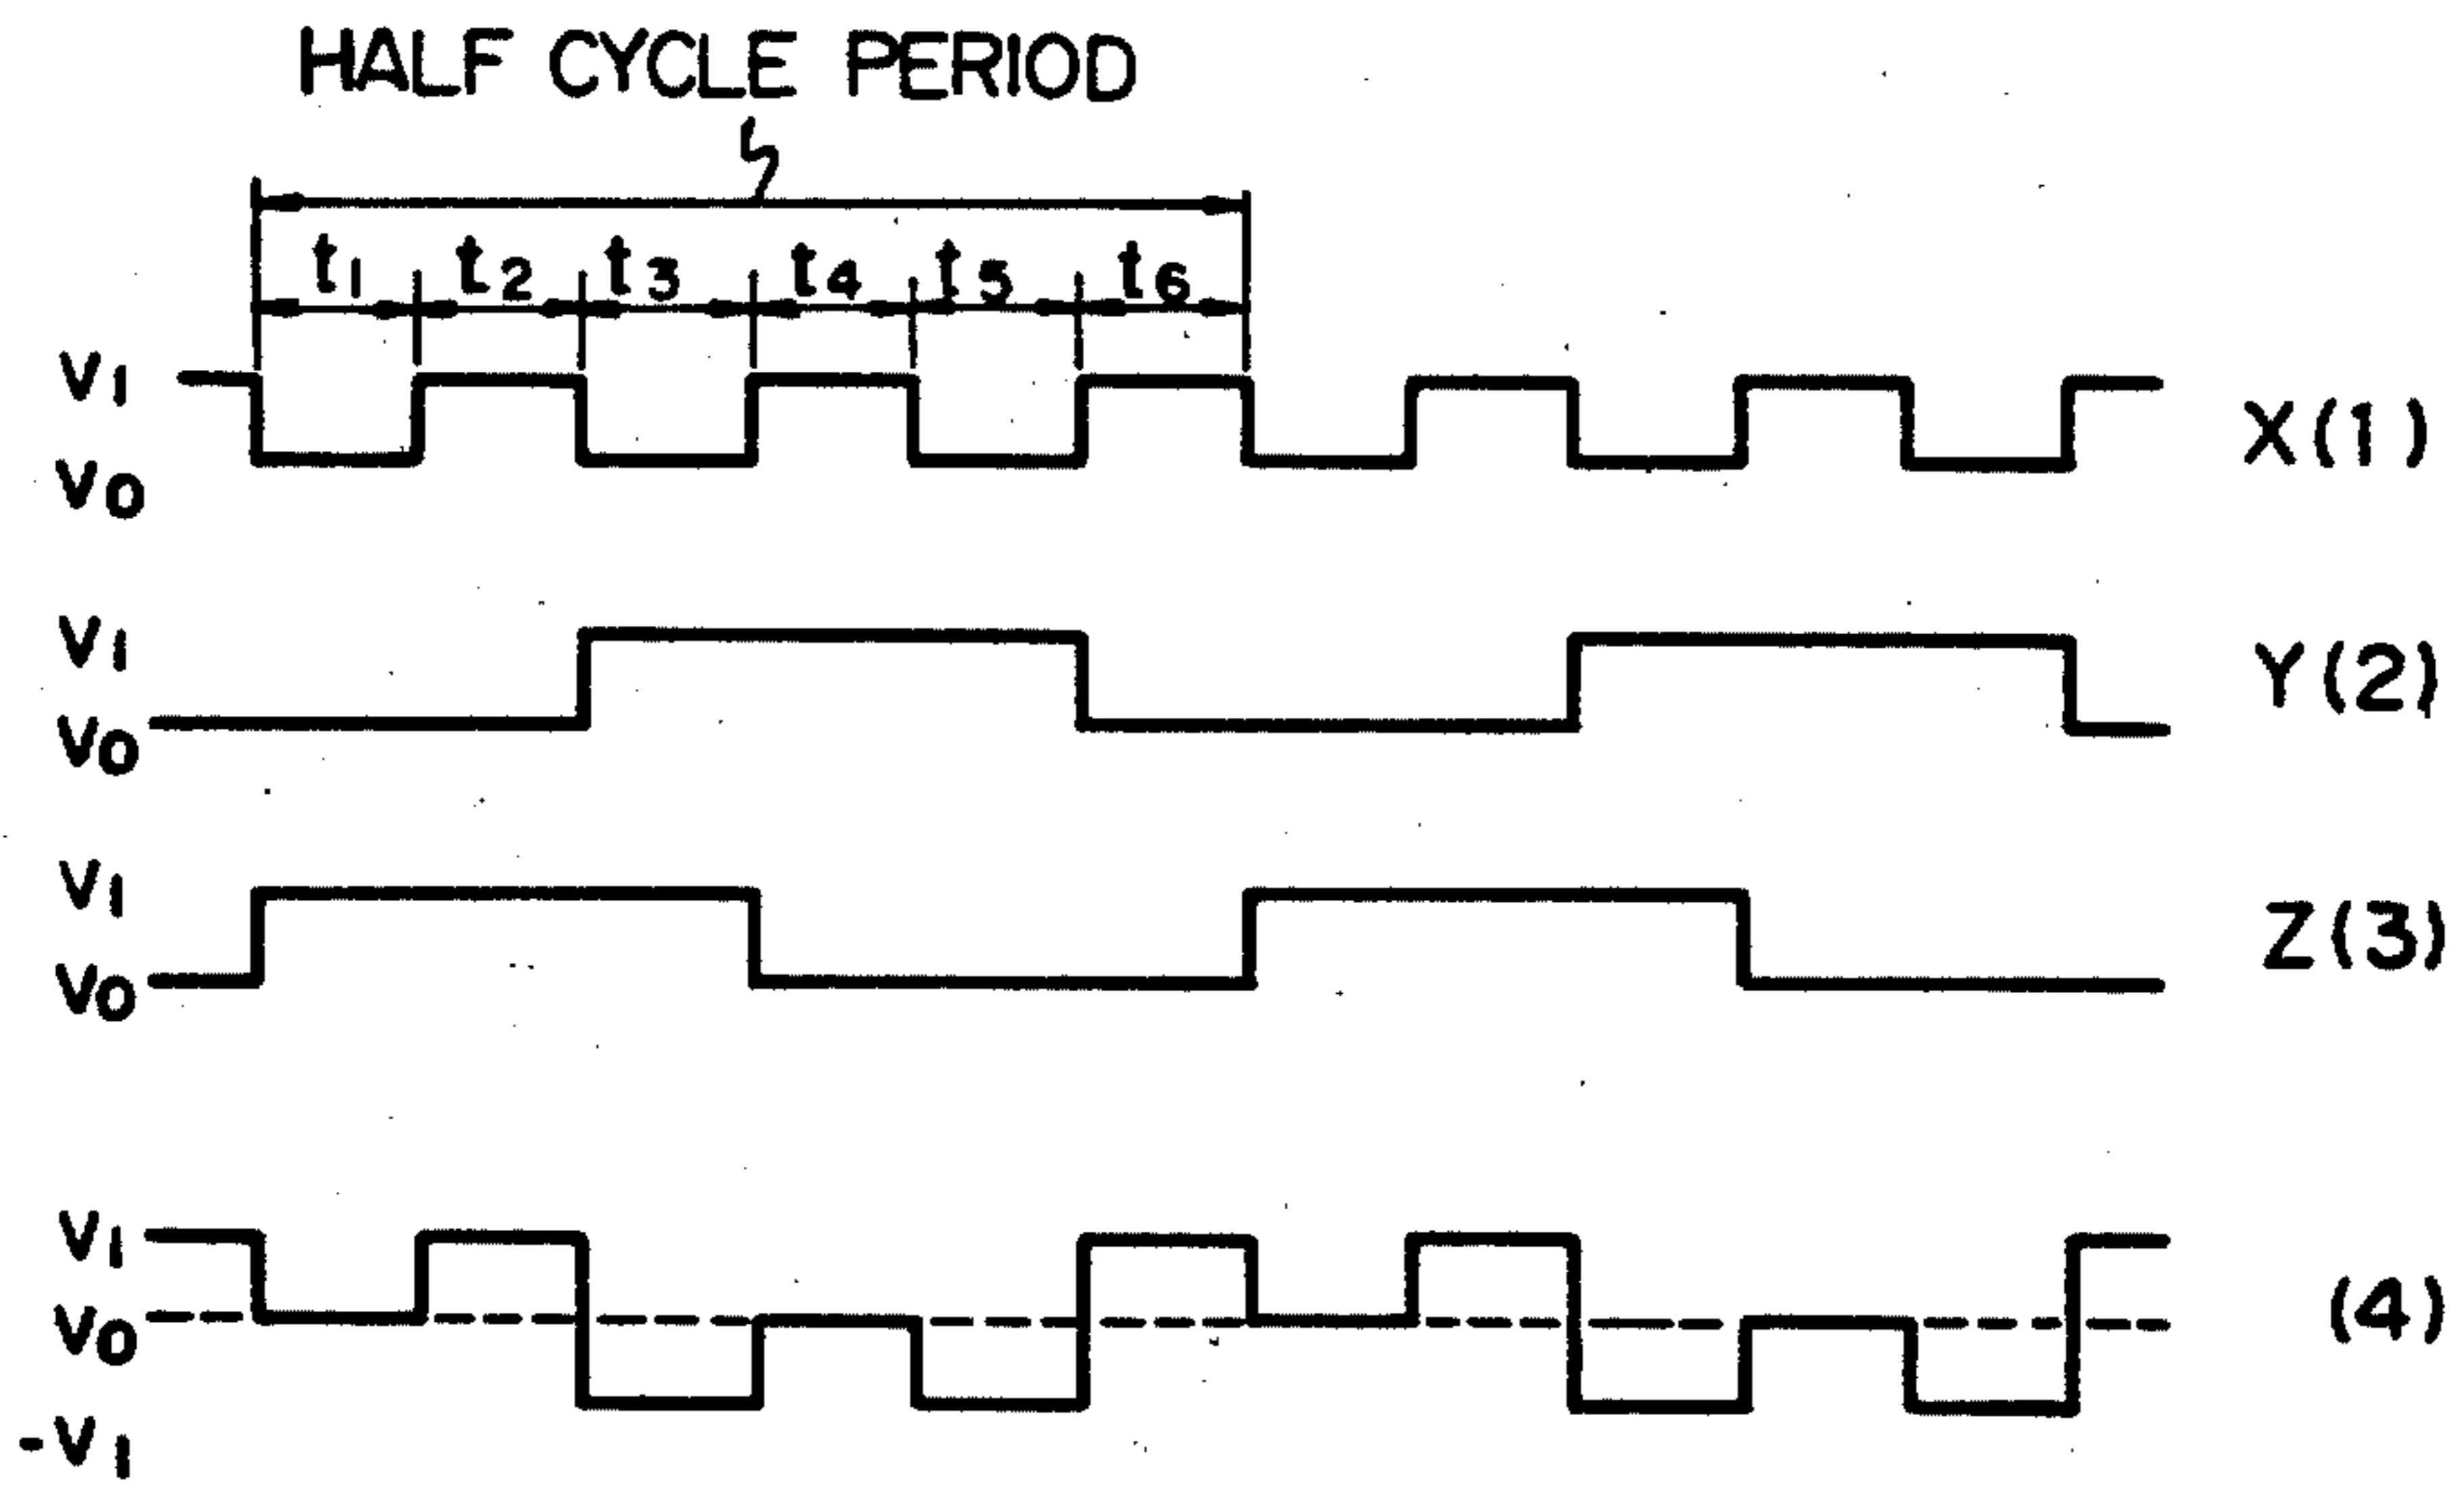 HALF CYCLE PERIOD
t1 t2 t3 t4 t5 t6
V1
V0
X(1)
V1
V0
Y(2)
V1
V0
Z(3)
V1
V0
-V1
(4)